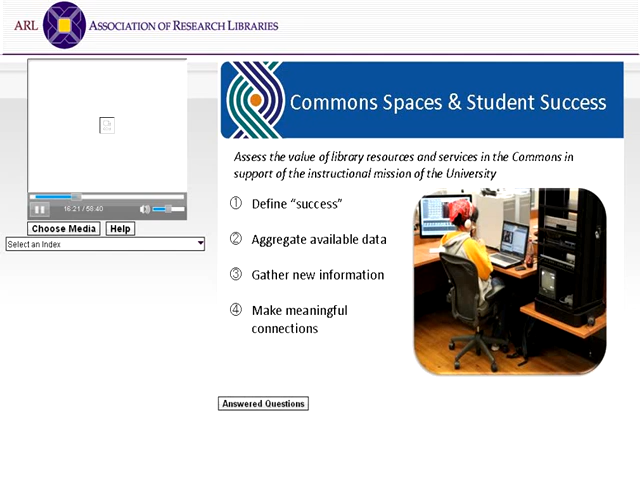 ARL ASSOCIATION OF RESEARCH LIBRARIES
Commons Spaces & Student Success
Assess the value of library resources and services in the Commons in
support of the instructional mission of the University
① Define “success”
② Aggregate available data
③ Gather new information
④ Make meaningful
connections
16:21 / 58:40
Choose Media Help
Select an Index
Answered Questions